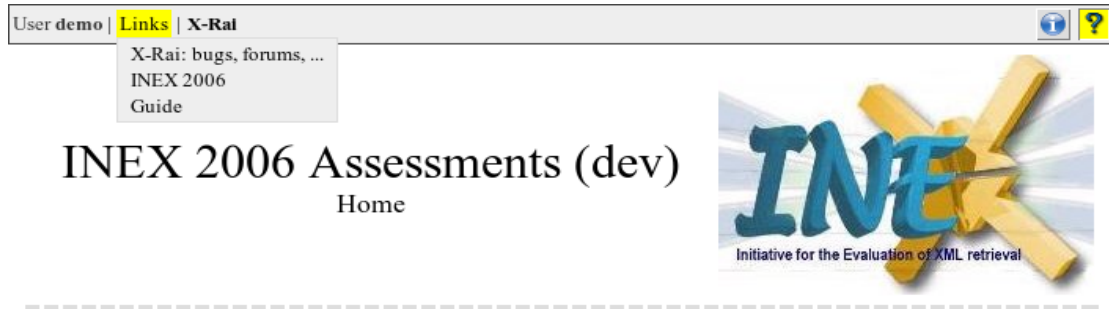 User demo | Links | X-Rai
X-Rai: bugs, forums, ...
INEX 2006
Guide
INEX 2006 Assessments (dev)
Home
INEX
Initiative for the Evaluation of XML retrieval